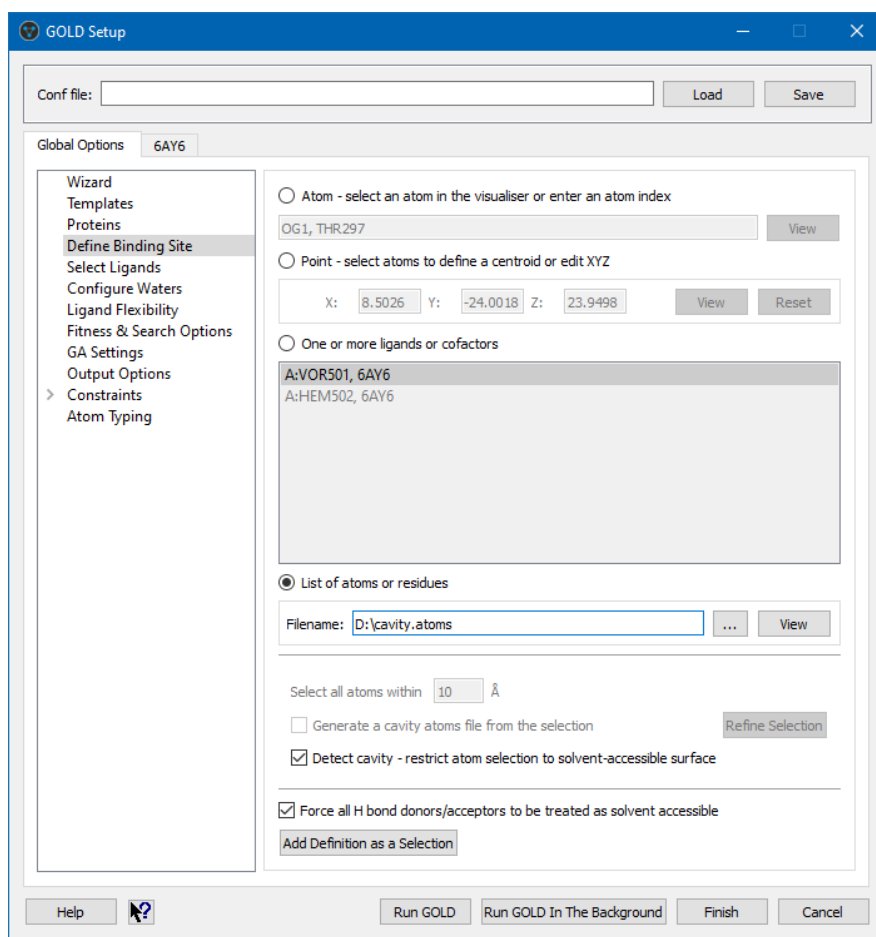 GOLD Setup
Conf file: Load Save
Global Options 6AY6
Wizard
Templates
Proteins
Define Binding Site
Select Ligands
Configure Waters
Ligand Flexibility
Fitness & Search Options
GA Settings
Output Options
Constraints
Atom Typing
Atom - select an atom in the visualiser or enter an atom index
OG1, THR297 View
Point - select atoms to define a centroid or edit XYZ
X: 8.5026 Y: -24.0018 Z: 23.9498 View Reset
One or more ligands or cofactors
A:VOR501, 6AY6
A:HEM502, 6AY6
List of atoms or residues
Filename: D:\cavity.atoms ... View
Select all atoms within 10 Å
Generate a cavity atoms file from the selection Refine Selection
Detect cavity - restrict atom selection to solvent-accessible surface
Force all H bond donors/acceptors to be treated as solvent accessible
Add Definition as a Selection
Help ? Run GOLD Run GOLD In The Background Finish Cancel